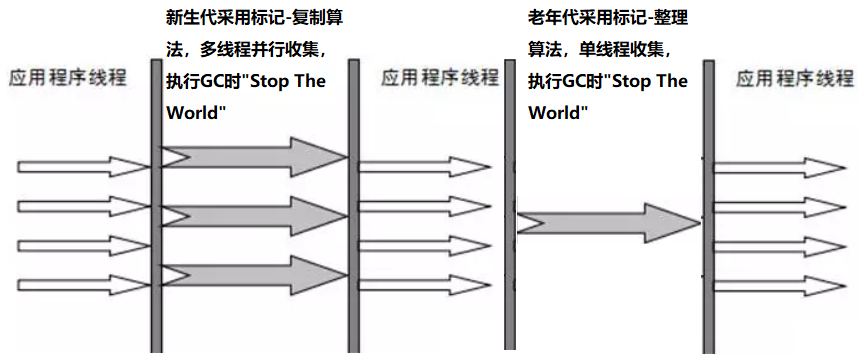 新生代采用标记-复制算
法，多线程并行收集，
执行GC时"Stop The
World"
老年代采用标记-整理
算法，单线程收集，
执行GC时"Stop The
World"
应用程序线程
应用程序线程
应用程序线程